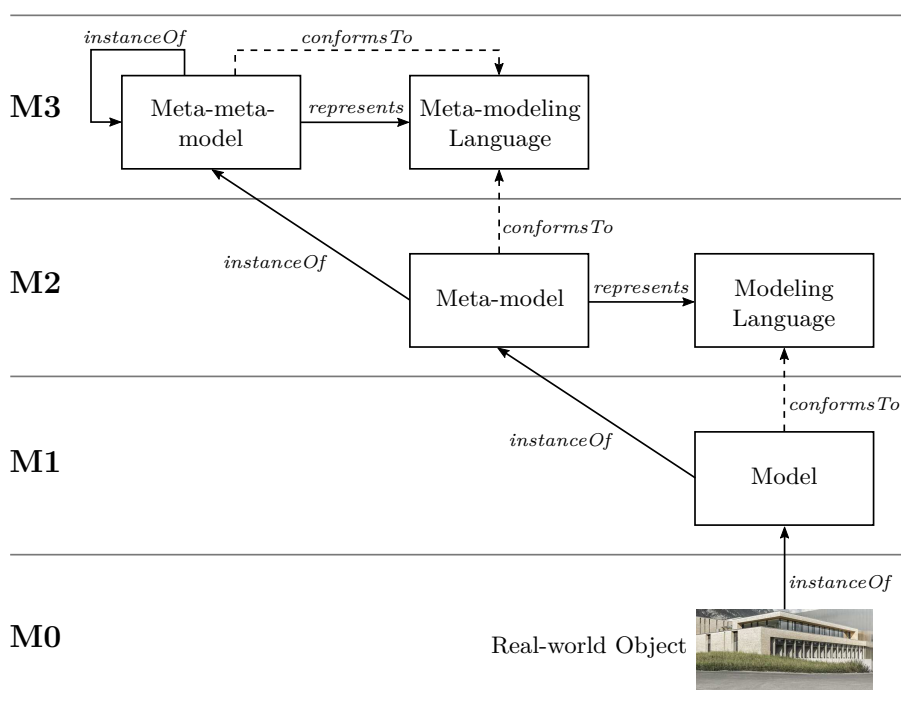 instanceOf
conformsTo
M3
Meta-meta-
model
represents
Meta-modeling
Language
conformsTo
instanceOf
M2
Meta-model
represents
Modeling
Language
conformsTo
instanceOf
M1
Model
instanceOf
M0
Real-world Object